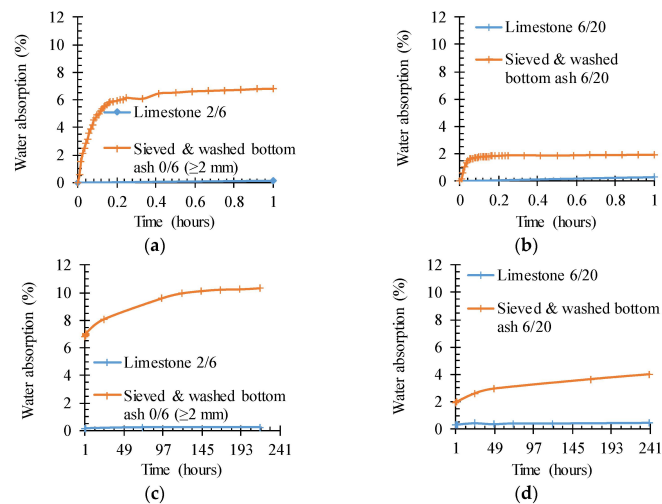 12
10
8
6
4
2
0
Water absorption (%)
Limestone 2/6
Sieved & washed bottom
ash 0/6 (≥2 mm)
0 0.2 0.4 0.6 0.8 1
Time (hours)
(a)
12
10
8
6
4
2
0
Water absorption (%)
Limestone 6/20
Sieved & washed
bottom ash 6/20
0 0.2 0.4 0.6 0.8 1
Time (hours)
(b)
12
10
8
6
4
2
0
Water absorption (%)
Limestone 2/6
Sieved & washed bottom
ash 0/6 (≥2 mm)
1 49 97 145 193 241
Time (hours)
(c)
12
10
8
6
4
2
0
Water absorption (%)
Limestone 6/20
Sieved & washed bottom
ash 6/20
1 49 97 145 193 241
Time (hours)
(d)